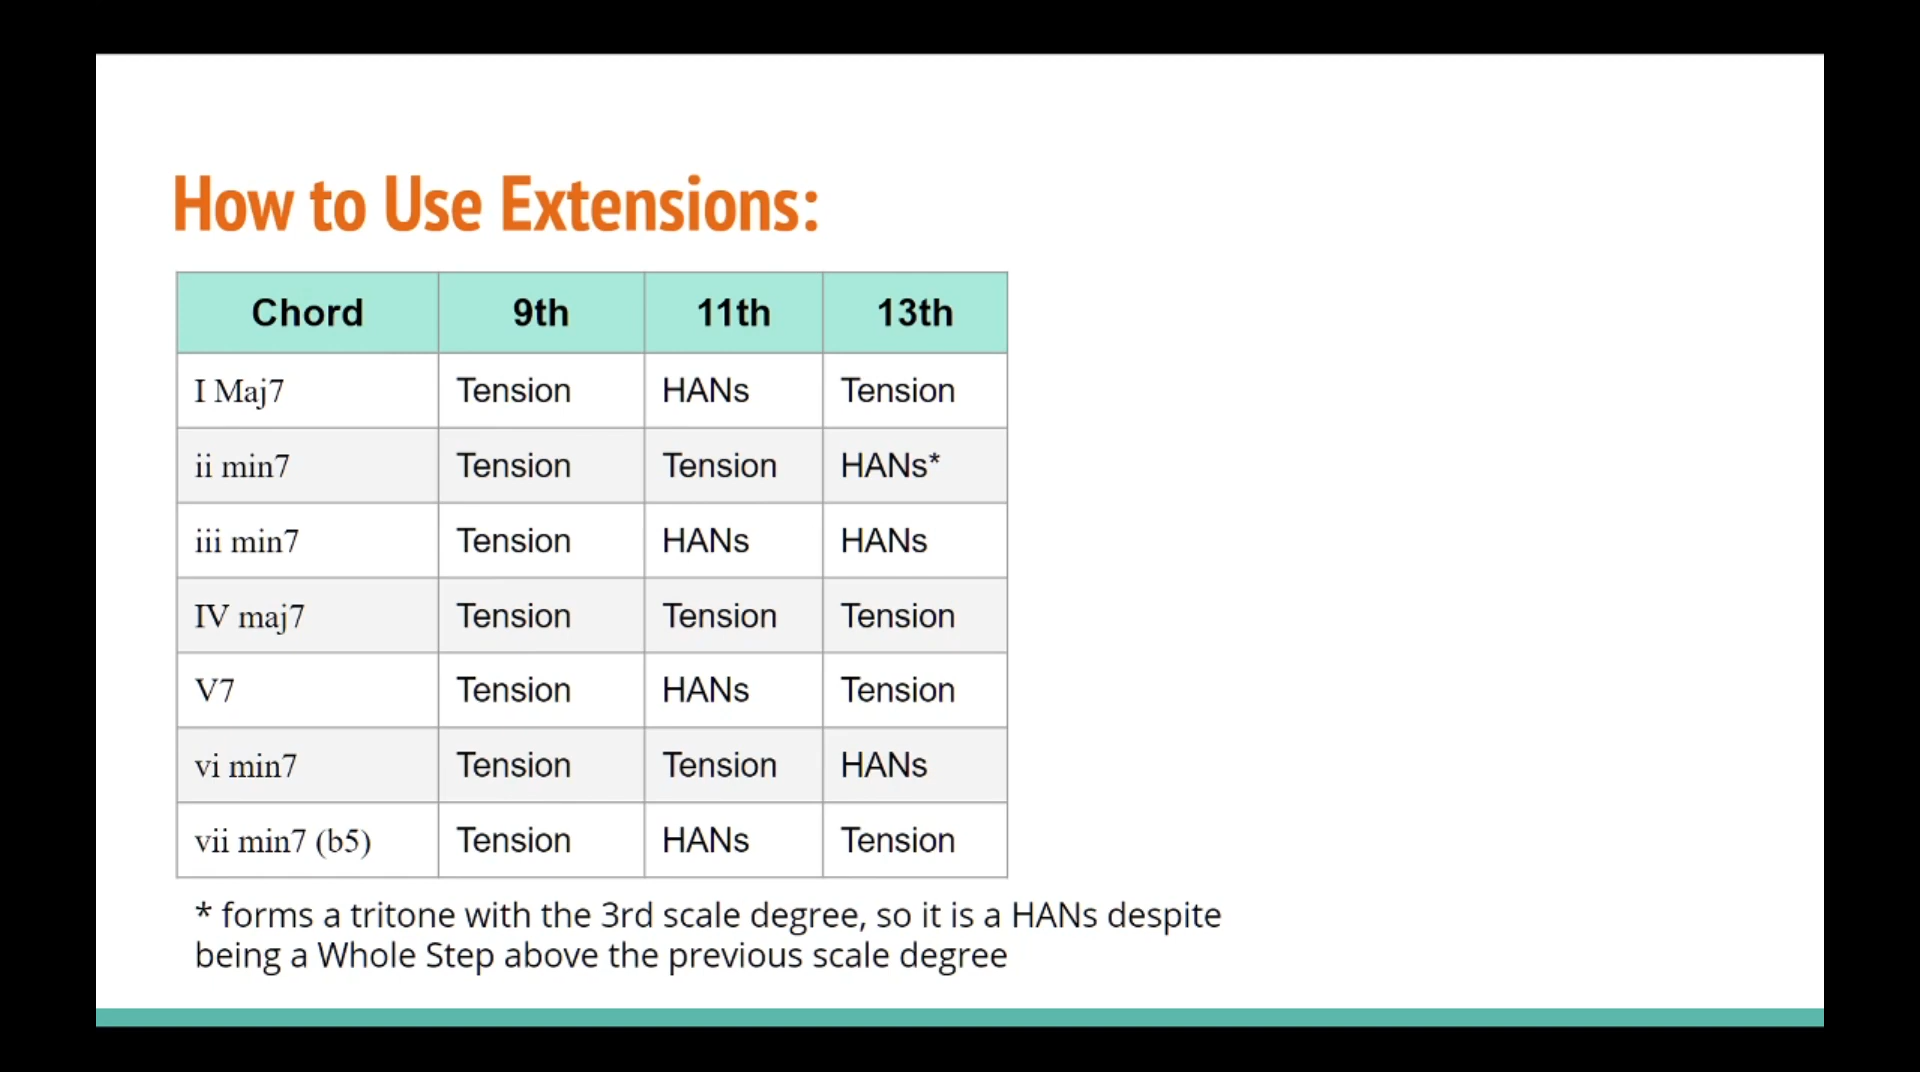 How to Use Extensions:
Chord 9th 11th 13th
I Maj7 Tension HANs Tension
ii min7 Tension Tension HANs*
iii min7 Tension HANs HANs
IV maj7 Tension Tension Tension
V7 Tension HANs Tension
vi min7 Tension Tension HANs
vii min7 (b5) Tension HANs Tension
* forms a tritone with the 3rd scale degree, so it is a HANs despite
being a Whole Step above the previous scale degree